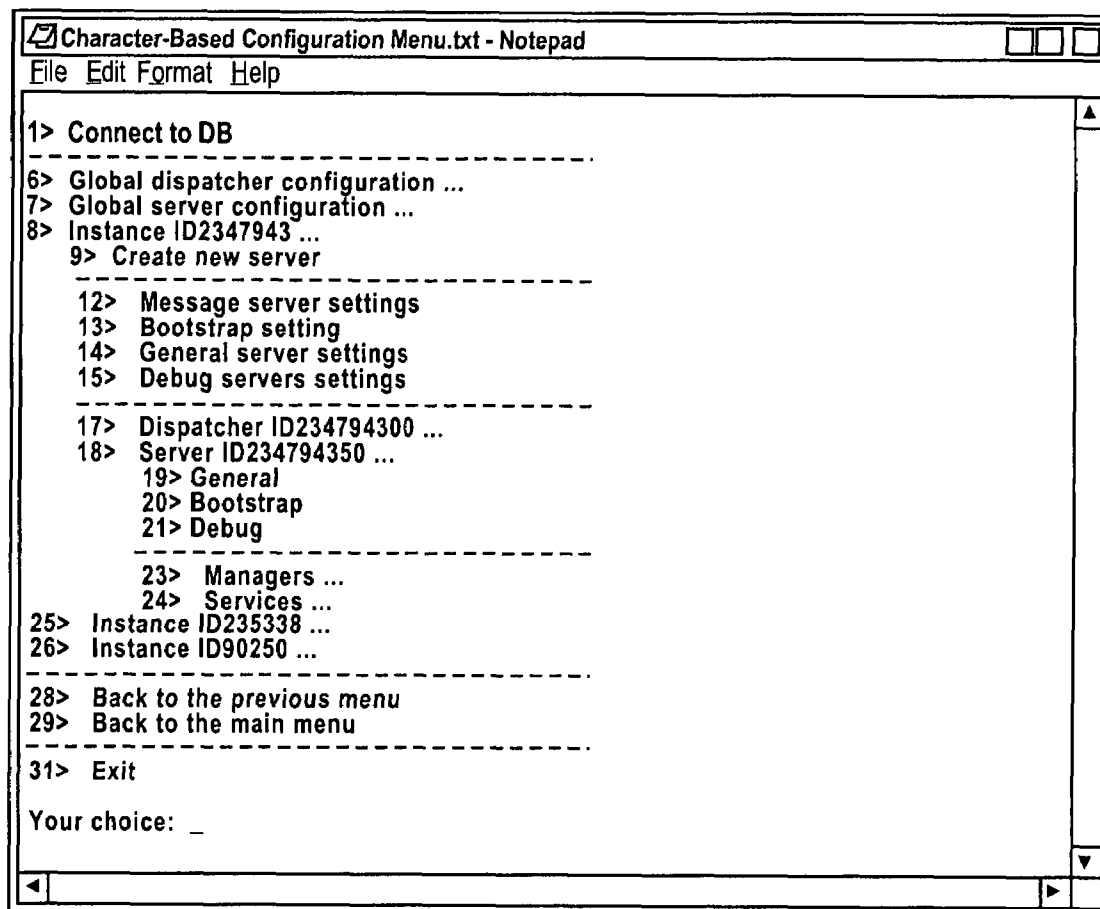 Character-Based Configuration Menu.txt - Notepad
File Edit Format Help
1> Connect to DB
6> Global dispatcher configuration ...
7> Global server configuration ...
8> Instance ID2347943 ...
9> Create new server
12> Message server settings
13> Bootstrap setting
14> General server settings
15> Debug servers settings
17> Dispatcher ID234794300 ...
18> Server ID234794350 ...
19> General
20> Bootstrap
21> Debug
23> Managers ...
24> Services ...
25> Instance ID235338 ...
26> Instance ID90250 ...
28> Back to the previous menu
29> Back to the main menu
31> Exit
Your choice: _